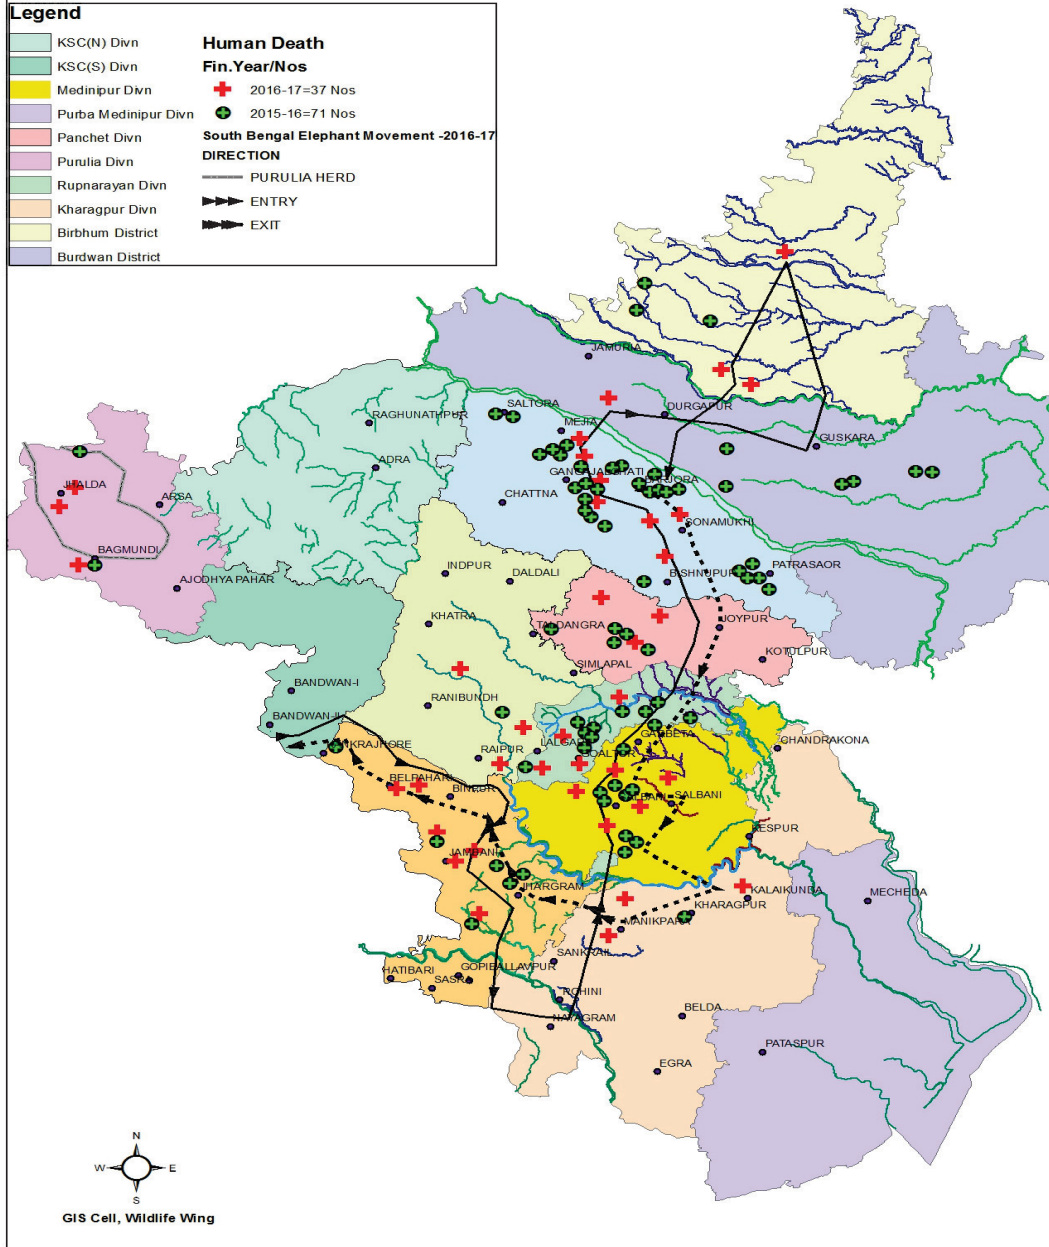 Legend
KSC(N) Divn
KSC(S) Divn
Medinipur Divn
Purba Medinipur Divn
Panchet Divn
Purulia Divn
Rupnarayan Divn
Kharagpur Divn
Birbhum District
Burdwan District
Human Death
Fin.Year/Nos
2016-17=37 Nos
2015-16=71 Nos
South Bengal Elephant Movement -2016-17
DIRECTION
PURULIA HERD
ENTRY
EXIT
JAMURIA
SALTORA
DURGAPUR
RAGHUNATHPUR
MEJIA
GUSKARA
ADRA
JHALDA
ARSA
CHATTNA
BARJORA
SONAMUKHI
BAGMUNDI
AJODHYA PAHAR
INDPUR
DALDALI
BISHNUPUR
PATRASAOR
KHATRA
TALDANGRA
JOYPUR
KOTULPUR
SIMLAPAL
BANDWAN-I
RANIBUNDH
BANDWAN-II
RAIPUR
LALGARH
GOALTOR
GARBETA
CHANDRAKONA
BELPAHARI
BINPUR
SALBANI
KESPUR
JAMBANI
JHARGRAM
KALAIKUNDA
MECHEDA
KHARAGPUR
MANIKPARA
SANKRAIL
HATIBARI
GOPIBALLAVPUR
SASRA
ROHINI
NAYAGRAM
BELDA
PATASPUR
EGRA
N
W
E
S
GIS Cell, Wildlife Wing